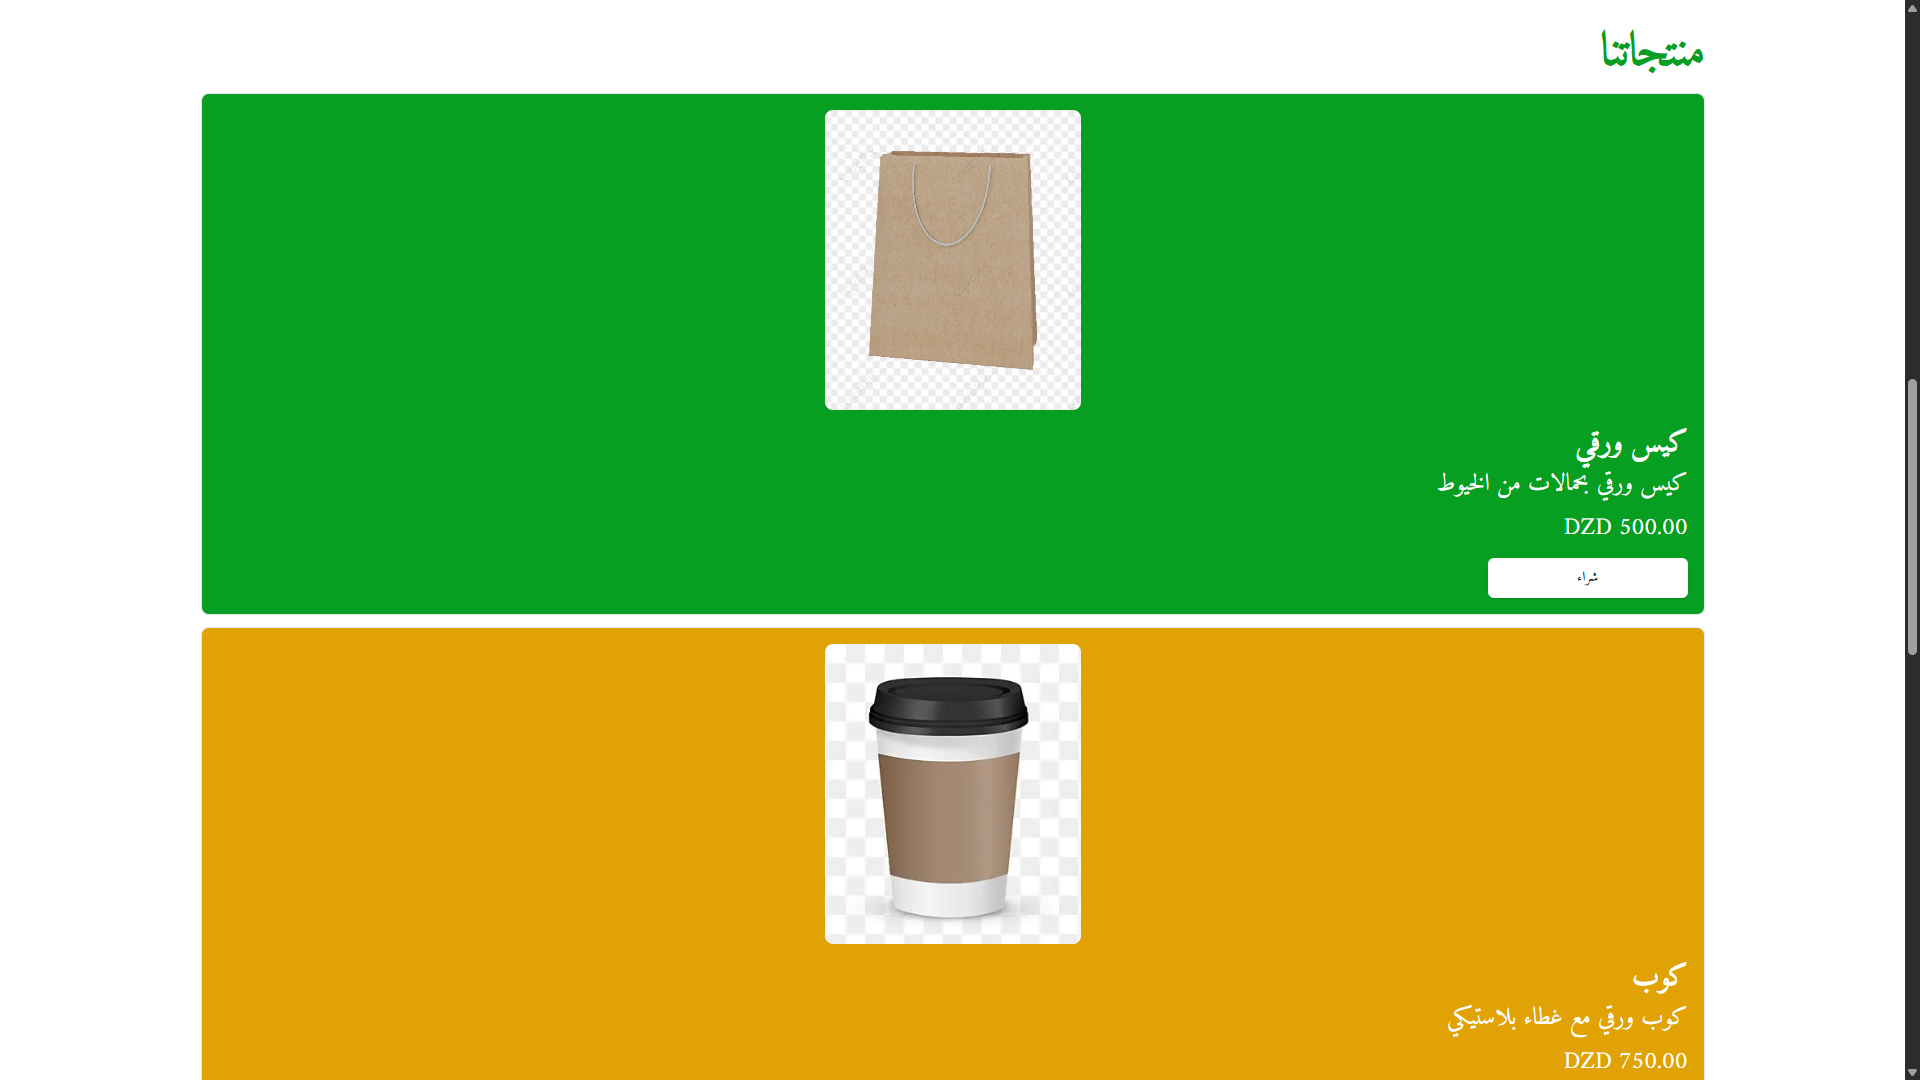 منتجاتنا
كيس ورقي
كيس ورقي بحمالات من الخيوط
DZD 500.00
شراء
كوب
كوب ورقي مع غطاء بلاستيكي
DZD 750.00